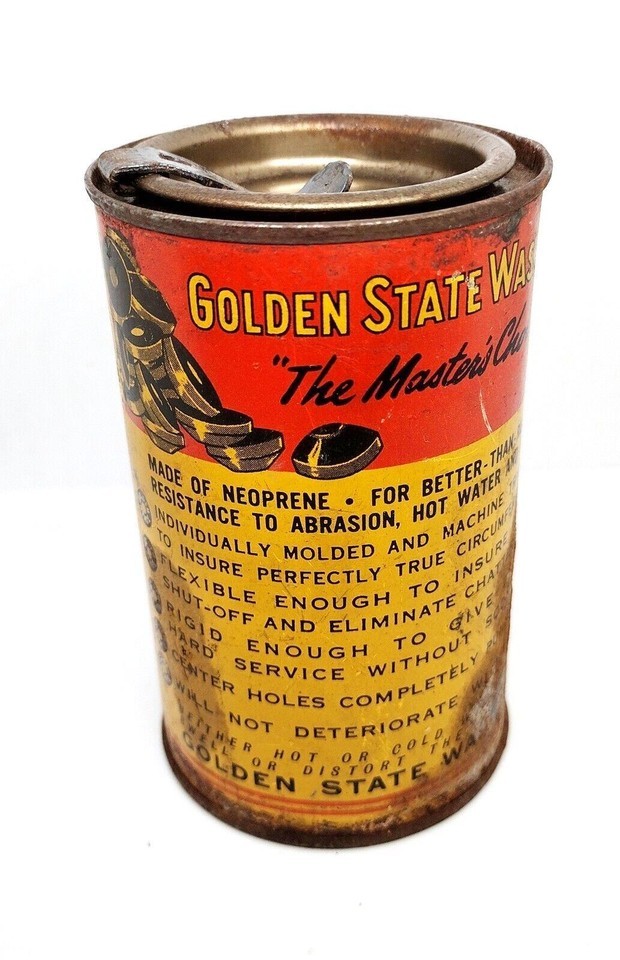 GOLDEN STATE WAS
"The Master's Cho
MADE OF NEOPRENE • FOR BETTER-THAN-
RESISTANCE TO ABRASION, HOT WATER AN
INDIVIDUALLY MOLDED AND MACHINE
TO INSURE PERFECTLY TRUE CIRCUMF
FLEXIBLE ENOUGH TO INSURE
SHUT-OFF AND ELIMINATE CHAT
RIGID ENOUGH TO GIVE
HARD SERVICE WITHOUT
CENTER HOLES COMPLETELY
WILL NOT DETERIORATE
NEITHER HOT OR COLD
SWELL OR DISTORT THE
GOLDEN STATE WA